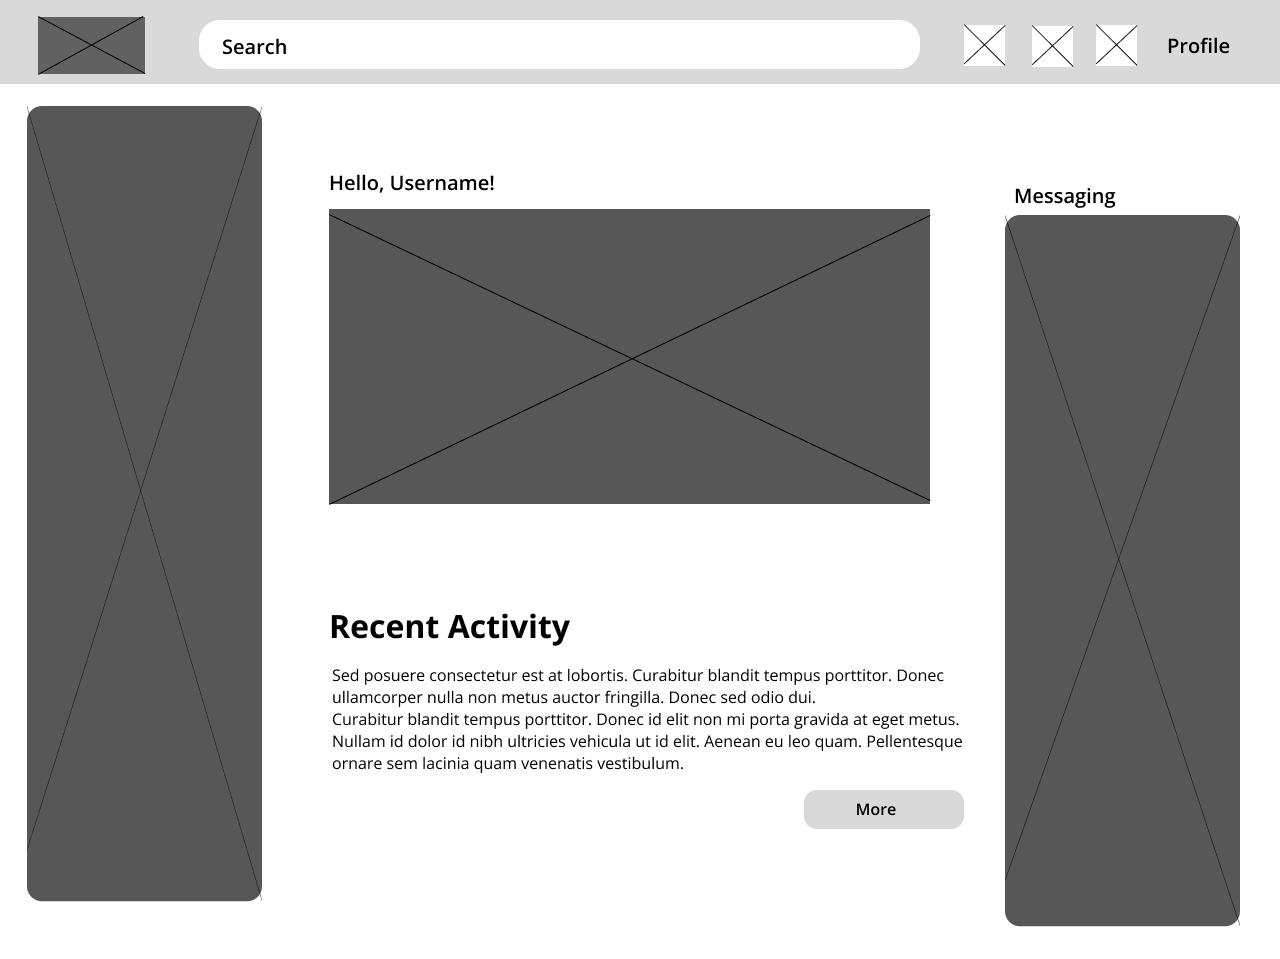 Search
Profile
Hello, Username!
Messaging
Recent Activity
Sed posuere consectetur est at lobortis. Curabitur blandit tempus porttitor. Donec
ullamcorper nulla non metus auctor fringilla. Donec sed odio dui.
Curabitur blandit tempus porttitor. Donec id elit non mi porta gravida at eget metus.
Nullam id dolor id nibh ultricies vehicula ut id elit. Aenean eu leo quam. Pellentesque
ornare sem lacinia quam venenatis vestibulum.
More